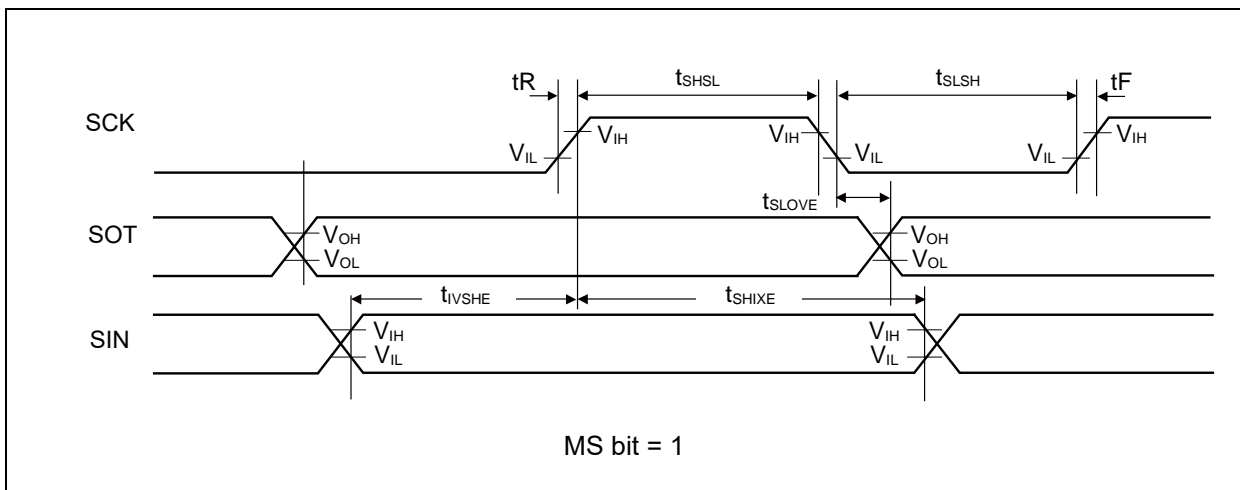 tR tSHSL tSLSH tF
SCK VIH VIH VIH
VIL VIL VIL
tSLOVE
SOT VOH VOH
VOL VOL
tIVSHE tSHIXE
SIN VIH VIH
VIL VIL
MS bit = 1